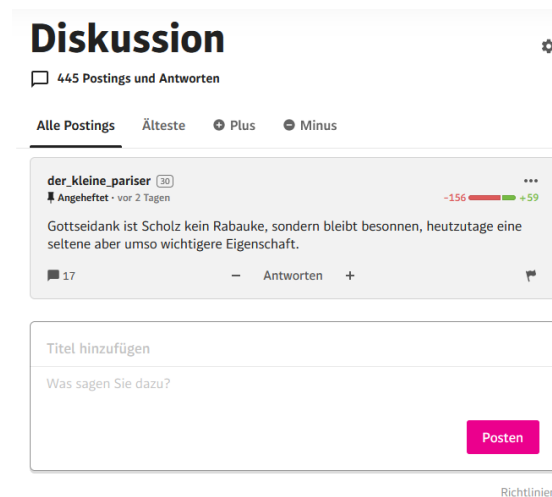 Diskussion
445 Postings und Antworten
Alle Postings Älteste Plus Minus
der_kleine_pariser 30
Angeheftet · vor 2 Tagen
-156 +59
Gottseidank ist Scholz kein Rabauke, sondern bleibt besonnen, heutzutage eine
seltene aber umso wichtigere Eigenschaft.
17 − Antworten +
Titel hinzufügen
Was sagen Sie dazu?
Posten
Richtlinien